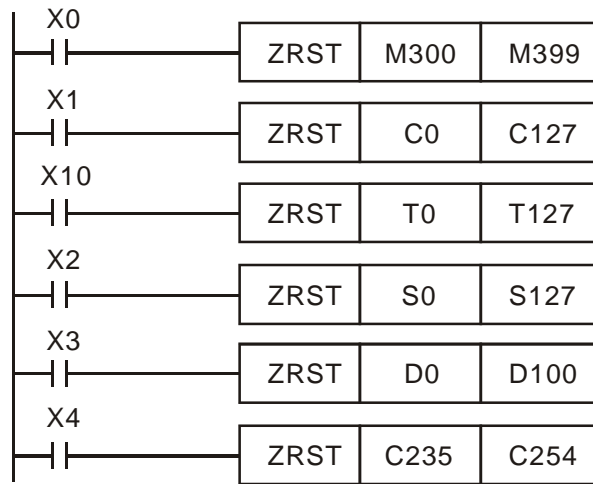 X0
ZRST M300 M399
X1
ZRST C0 C127
X10
ZRST T0 T127
X2
ZRST S0 S127
X3
ZRST D0 D100
X4
ZRST C235 C254